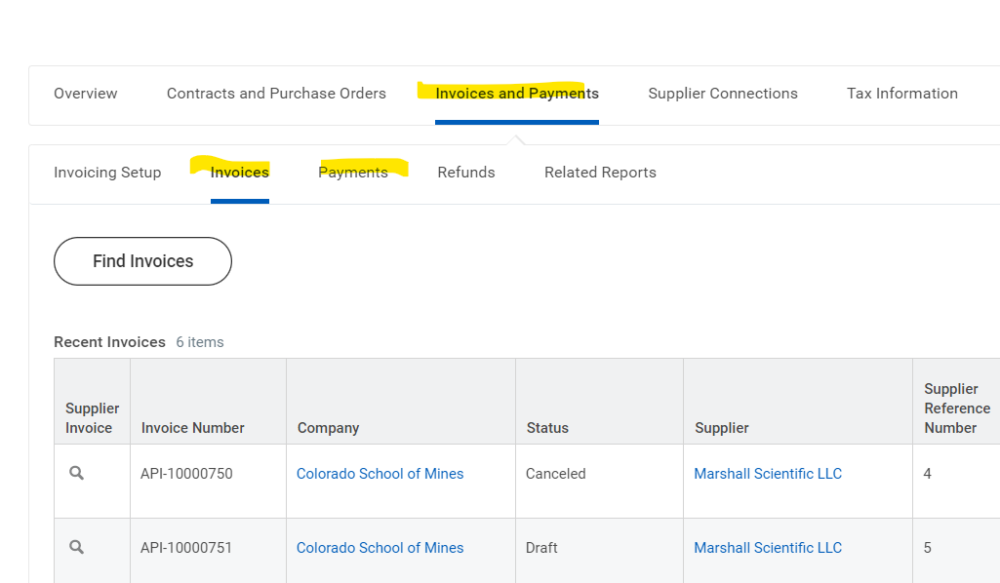 Overview Contracts and Purchase Orders Invoices and Payments Supplier Connections Tax Information
Invoicing Setup Invoices Payments Refunds Related Reports
Find Invoices
Recent Invoices 6 items
Supplier Invoice Invoice Number Company Status Supplier Supplier Reference Number
API-10000750 Colorado School of Mines Canceled Marshall Scientific LLC 4
API-10000751 Colorado School of Mines Draft Marshall Scientific LLC 5